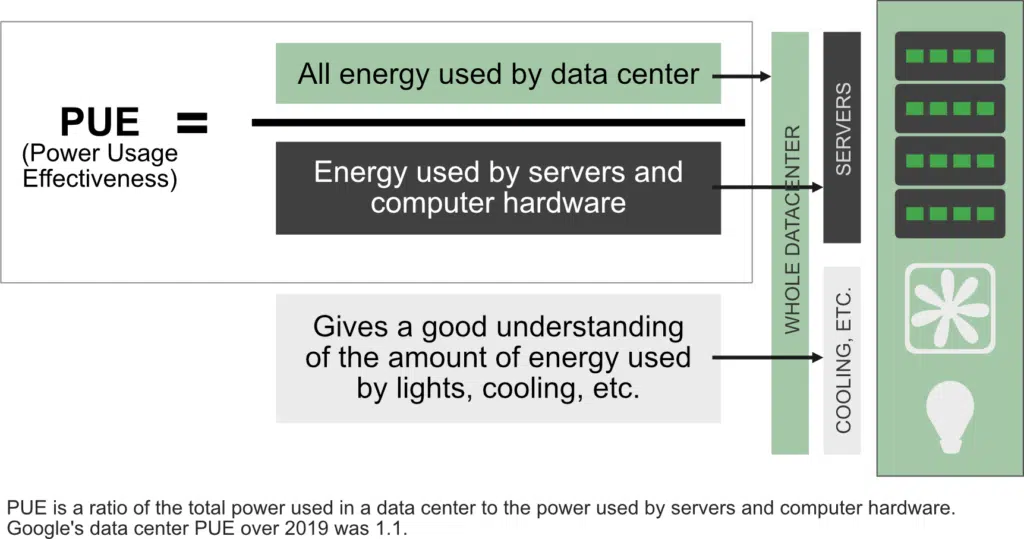 All energy used by data center
PUE =
(Power Usage
Effectiveness)
Energy used by servers and
computer hardware
Gives a good understanding
of the amount of energy used
by lights, cooling, etc.
WHOLE DATACENTER
SERVERS
COOLING, ETC.
PUE is a ratio of the total power used in a data center to the power used by servers and computer hardware.
Google's data center PUE over 2019 was 1.1.